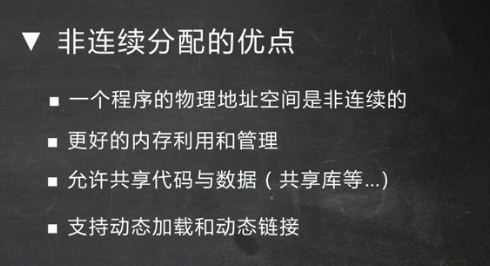 ▼ 非连续分配的优点
■ 一个程序的物理地址空间是非连续的
■ 更好的内存利用和管理
■ 允许共享代码与数据（共享库等...）
■ 支持动态加载和动态链接